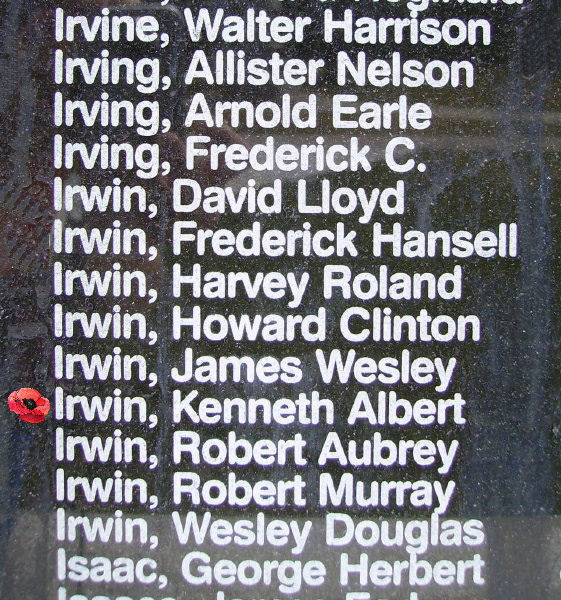 Reginald
Irvine, Walter Harrison
Irving, Allister Nelson
Irving, Arnold Earle
Irving, Frederick C.
Irwin, David Lloyd
Irwin, Frederick Hansell
Irwin, Harvey Roland
Irwin, Howard Clinton
Irwin, James Wesley
Irwin, Kenneth Albert
Irwin, Robert Aubrey
Irwin, Robert Murray
Irwin, Wesley Douglas
Isaac, George Herbert